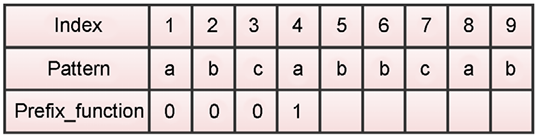 Index 1 2 3 4 5 6 7 8 9
Pattern a b c a b b c a b
Prefix_function 0 0 0 1